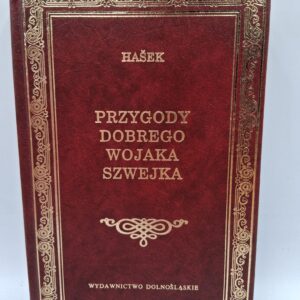 HAŠEK
PRZYGODY
DOBREGO
WOJAKA
SZWEJKA
WYDAWNICTWO DOLNOŚLĄSKIE